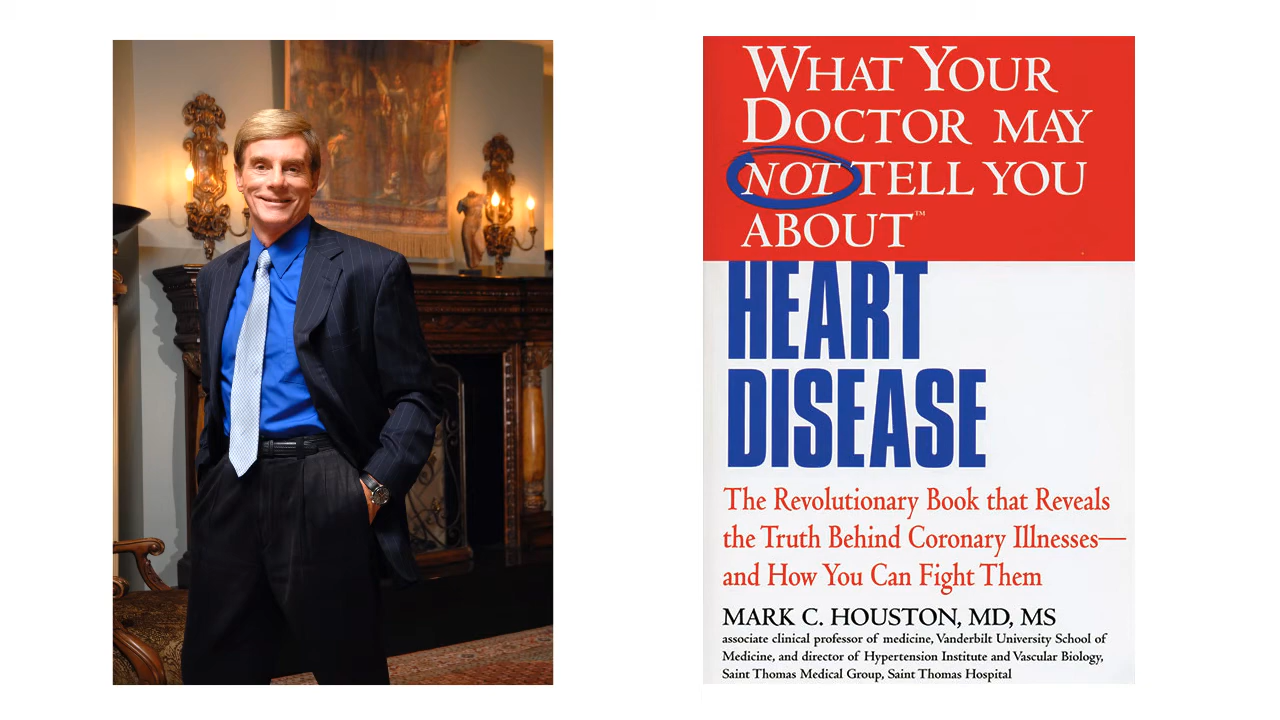 WHAT YOUR
DOCTOR MAY
NOT TELL YOU
ABOUT™
HEART
DISEASE
The Revolutionary Book that Reveals
the Truth Behind Coronary Illnesses—
and How You Can Fight Them
MARK C. HOUSTON, MD, MS
associate clinical professor of medicine, Vanderbilt University School of
Medicine, and director of Hypertension Institute and Vascular Biology,
Saint Thomas Medical Group, Saint Thomas Hospital